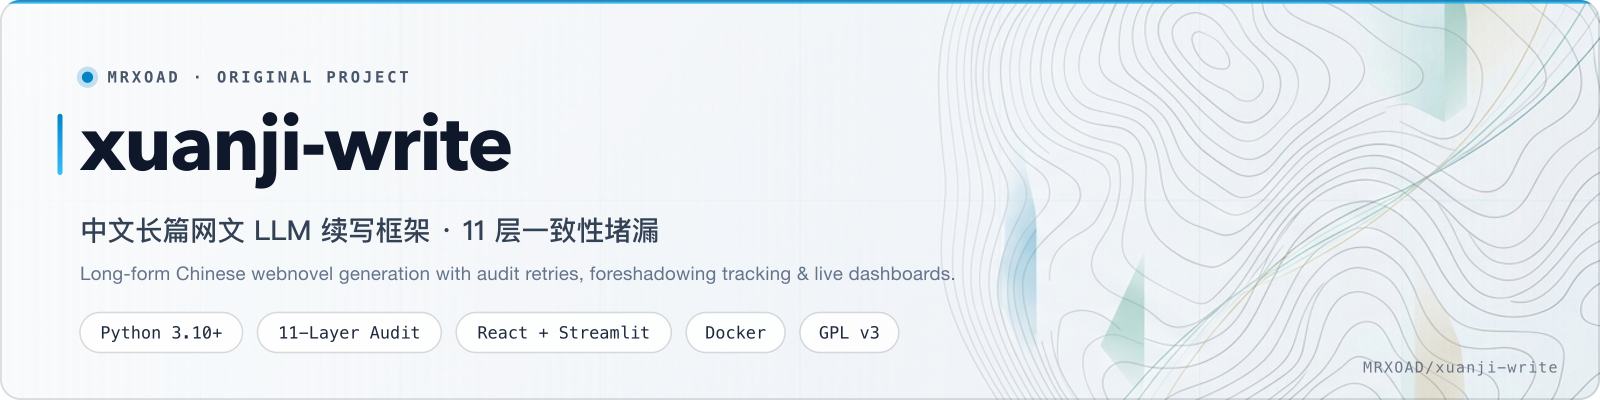 MRXOAD · ORIGINAL PROJECT
xuanji-write
中文长篇网文 LLM 续写框架 · 11 层一致性堵漏
Long-form Chinese webnovel generation with audit retries, foreshadowing tracking & live dashboards.
Python 3.10+
11-Layer Audit
React + Streamlit
Docker
GPL v3
MRXOAD/xuanji-write